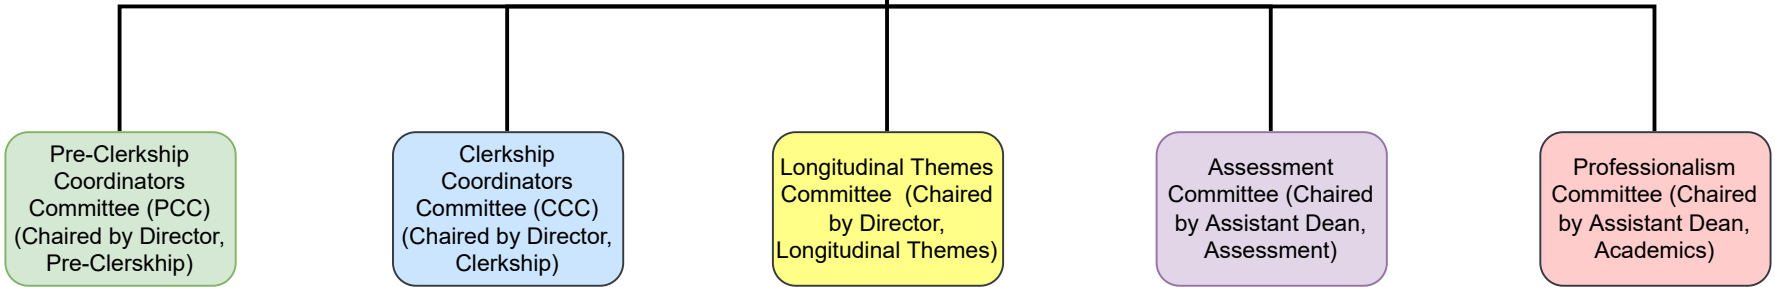 Pre-Clerkship
Coordinators
Committee (PCC)
(Chaired by Director,
Pre-Clerskhip)
Clerkship
Coordinators
Committee (CCC)
(Chaired by Director,
Clerkship)
Longitudinal Themes
Committee  (Chaired
by Director,
Longitudinal Themes)
Assessment
Committee (Chaired
by Assistant Dean,
Assessment)
Professionalism
Committee (Chaired
by Assistant Dean,
Academics)